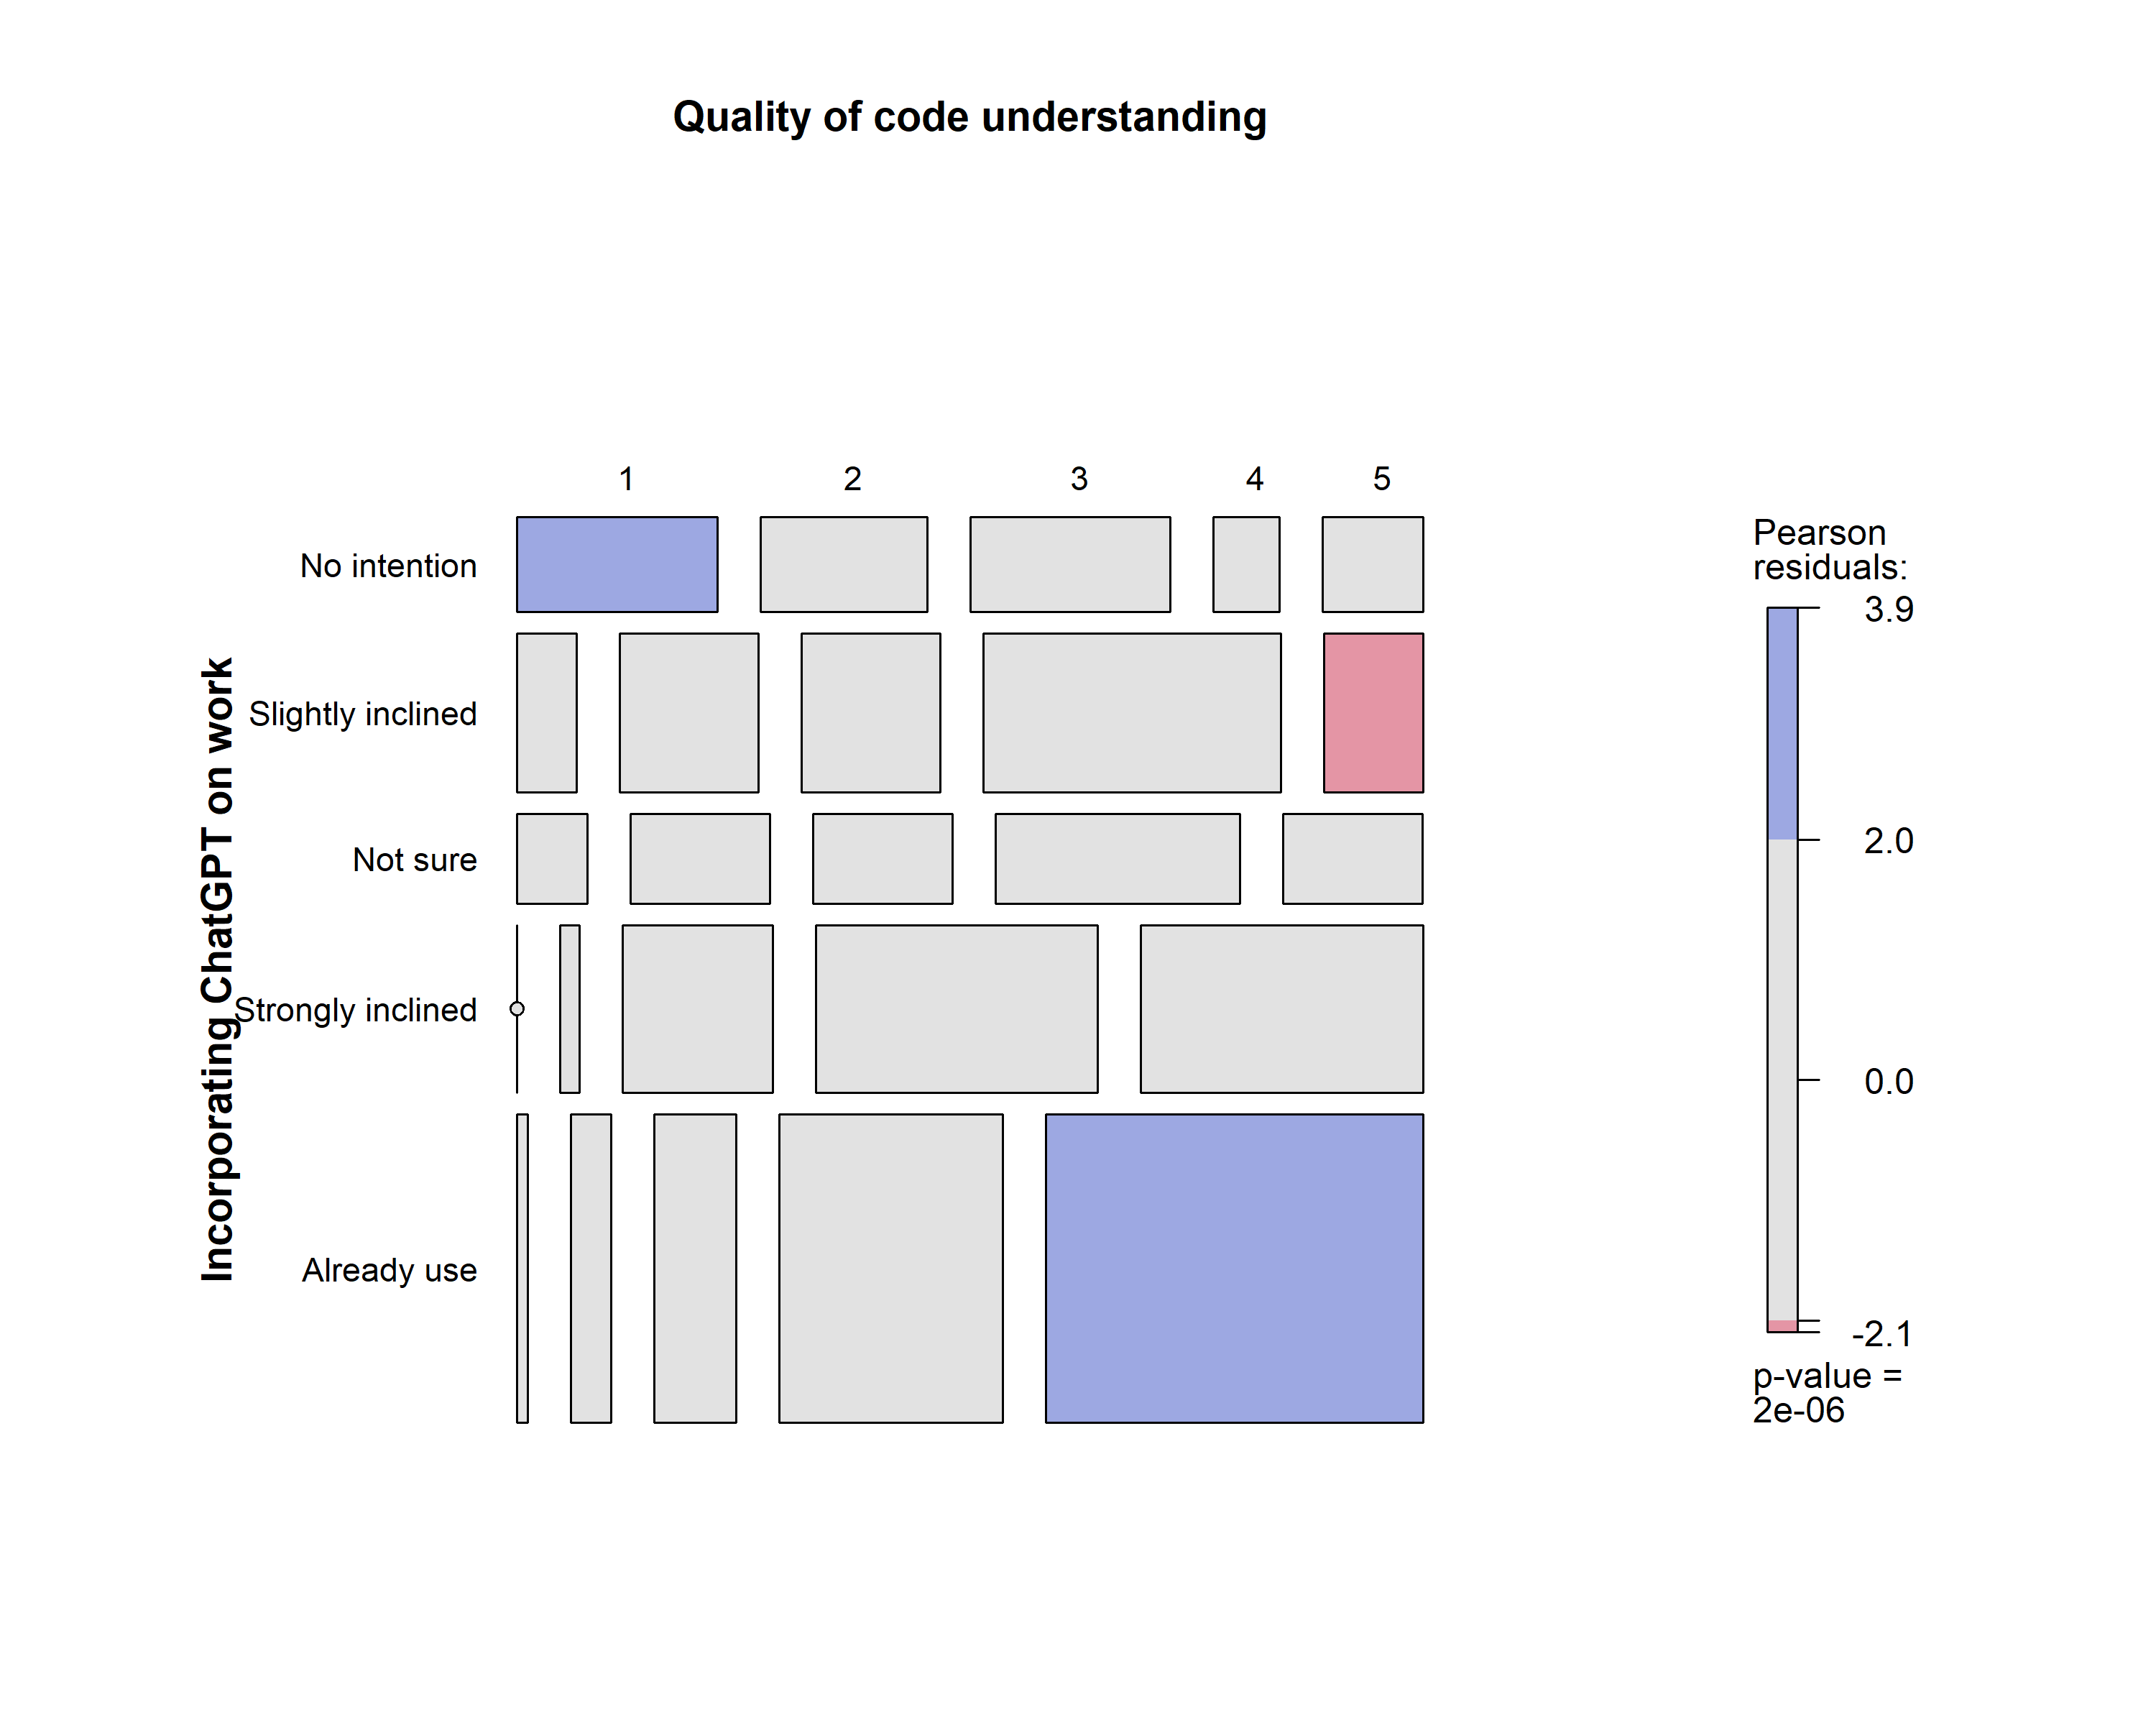 Quality of code understanding
1 2 3 4 5
Incorporating ChatGPT on work
No intention
Slightly inclined
Not sure
Strongly inclined
Already use
Pearson
residuals:
3.9
2.0
0.0
-2.1
p-value =
2e-06